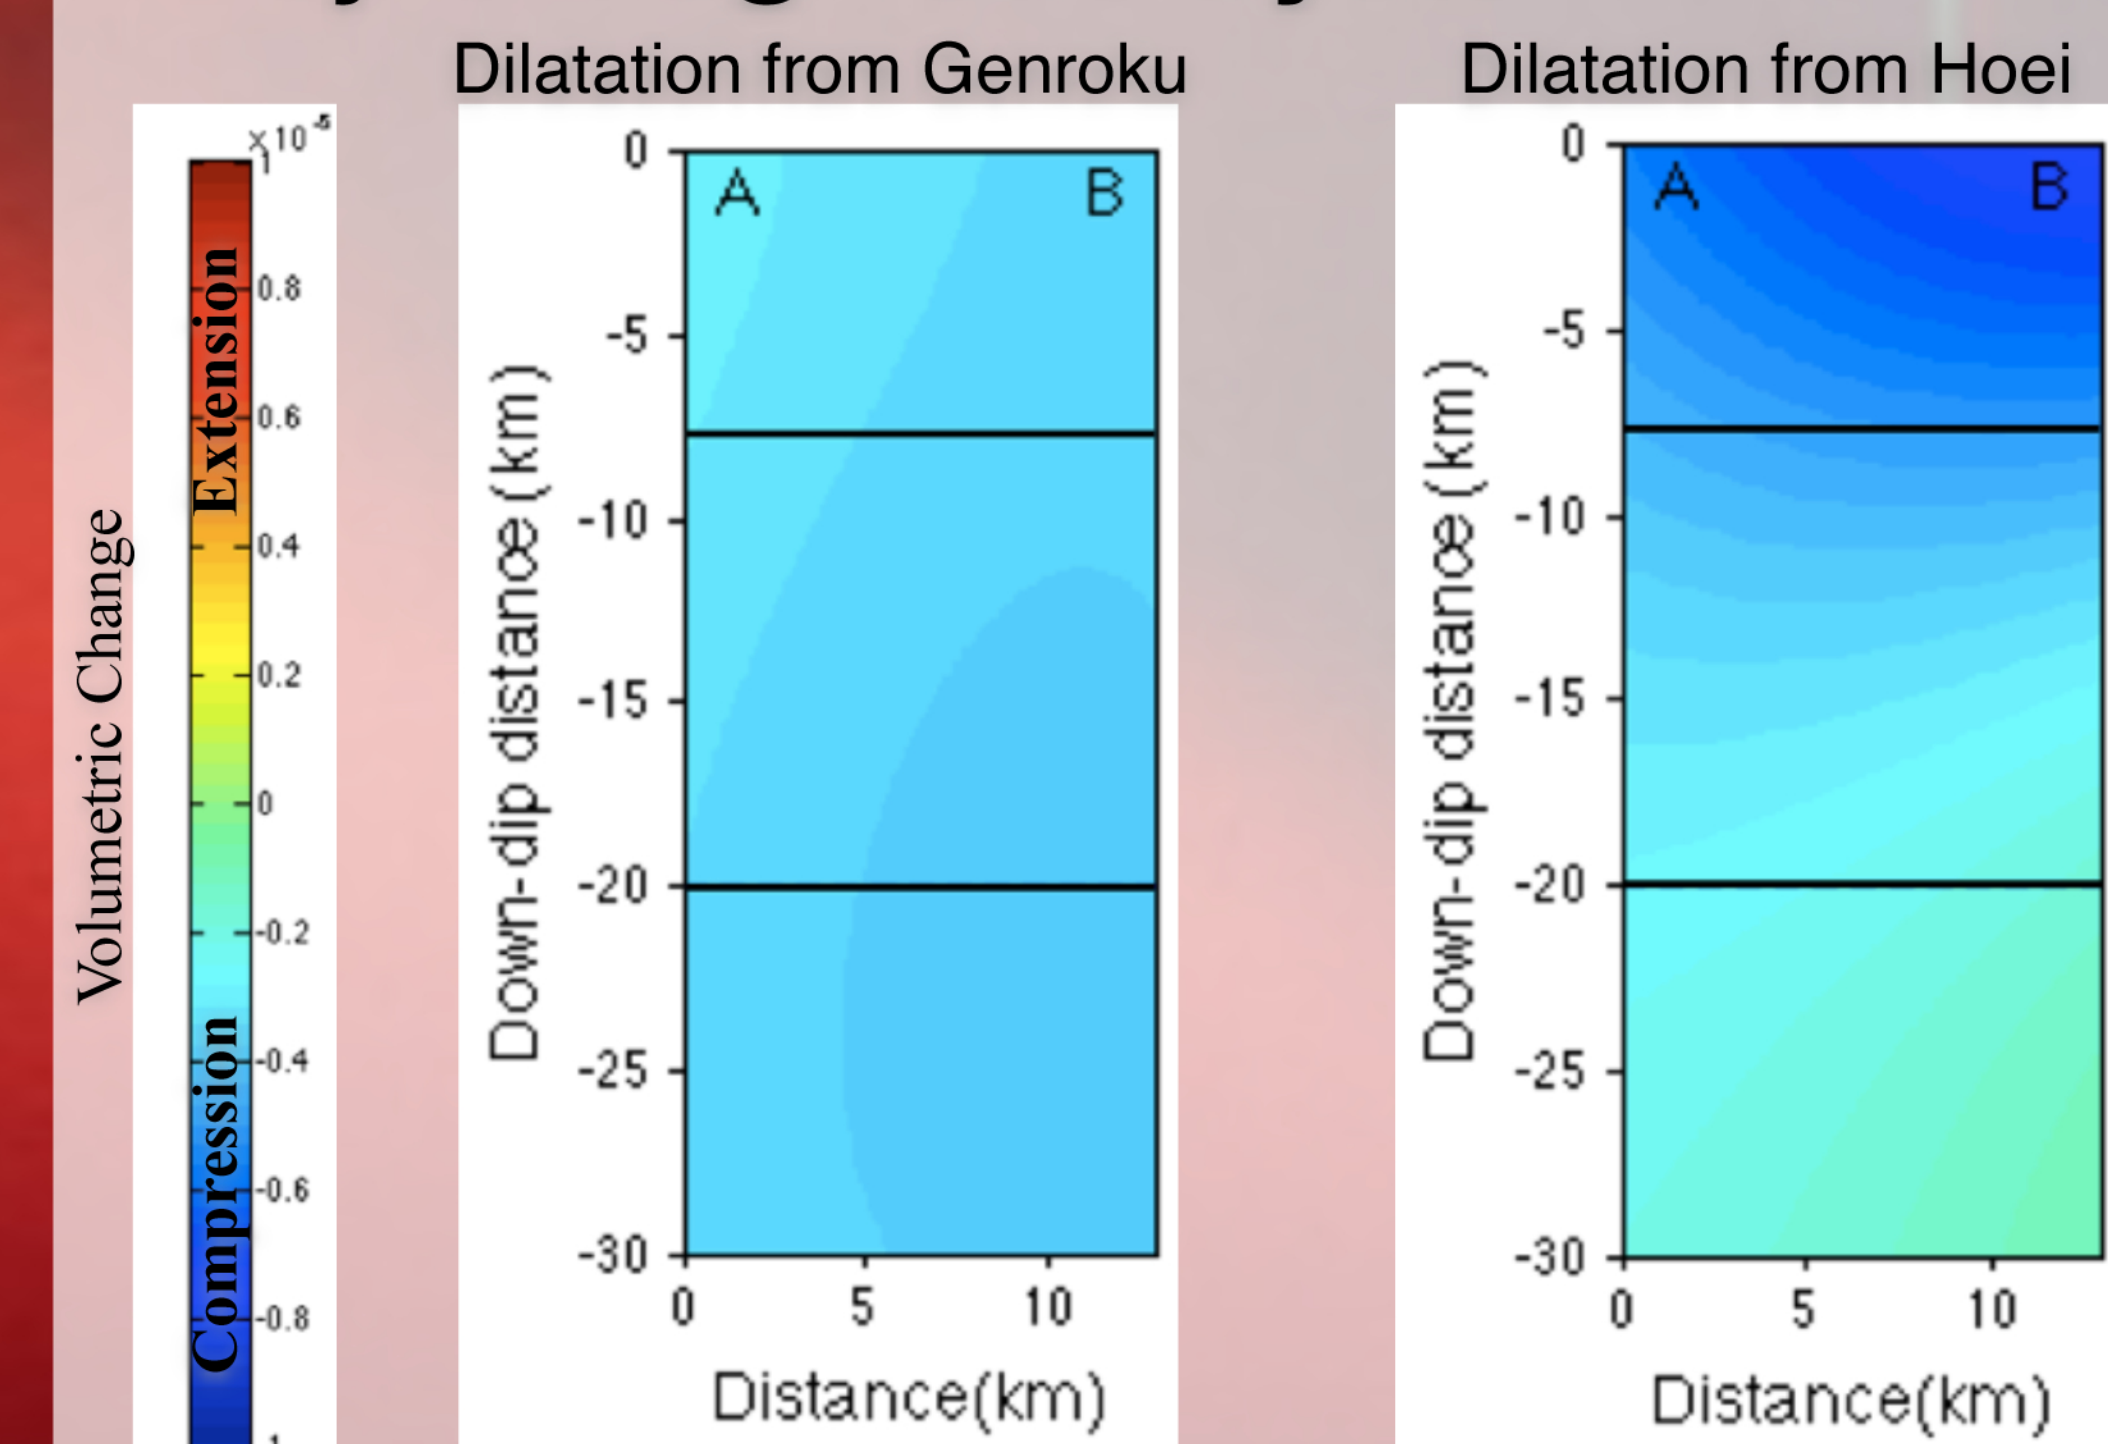 Dilatation from Genroku
Dilatation from Hoei
Volumetric Change
Extension
Compression
×10⁻⁵
1
0.8
0.6
0.4
0.2
0
-0.2
-0.4
-0.6
-0.8
Down-dip distance (km)
0
-5
-10
-15
-20
-25
-30
A
B
0
5
10
Distance(km)
Down-dip distance (km)
0
-5
-10
-15
-20
-25
-30
A
B
0
5
10
Distance(km)